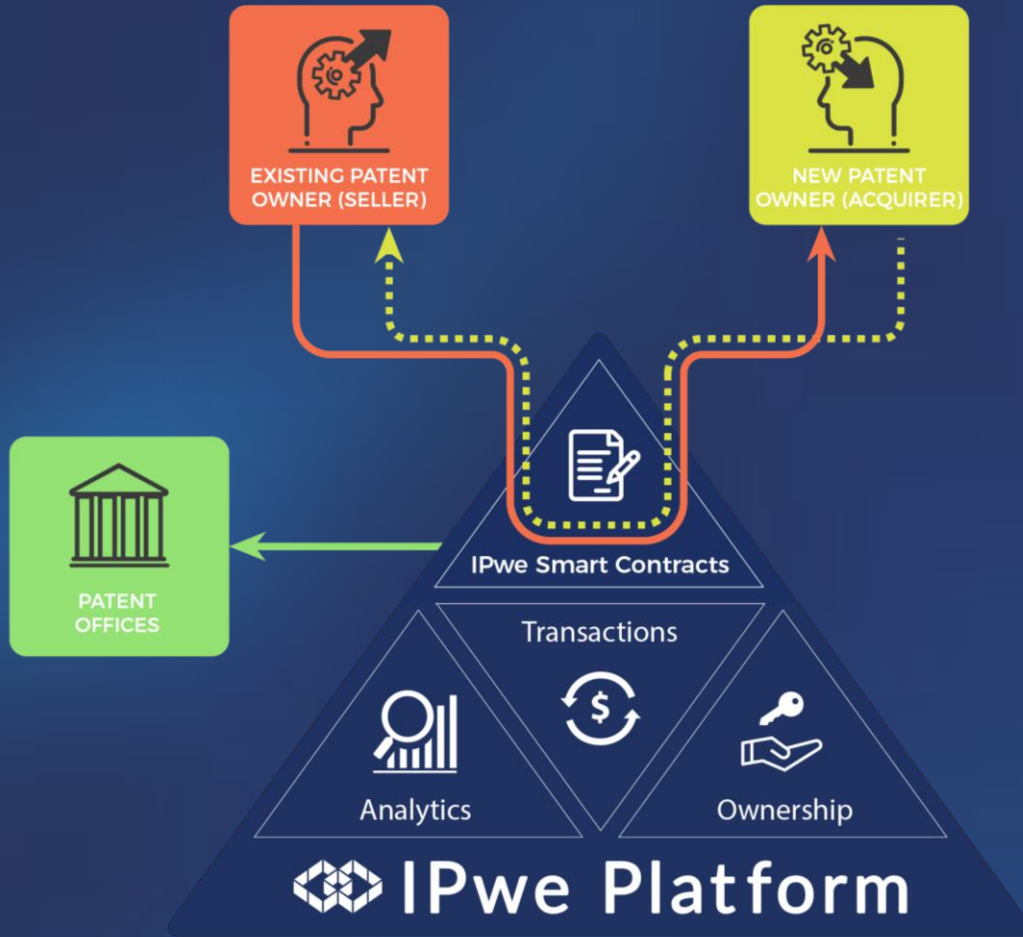 EXISTING PATENT
OWNER (SELLER)
NEW PATENT
OWNER (ACQUIRER)
PATENT
OFFICES
IPwe Smart Contracts
Transactions
$
Analytics
Ownership
IPwe Platform